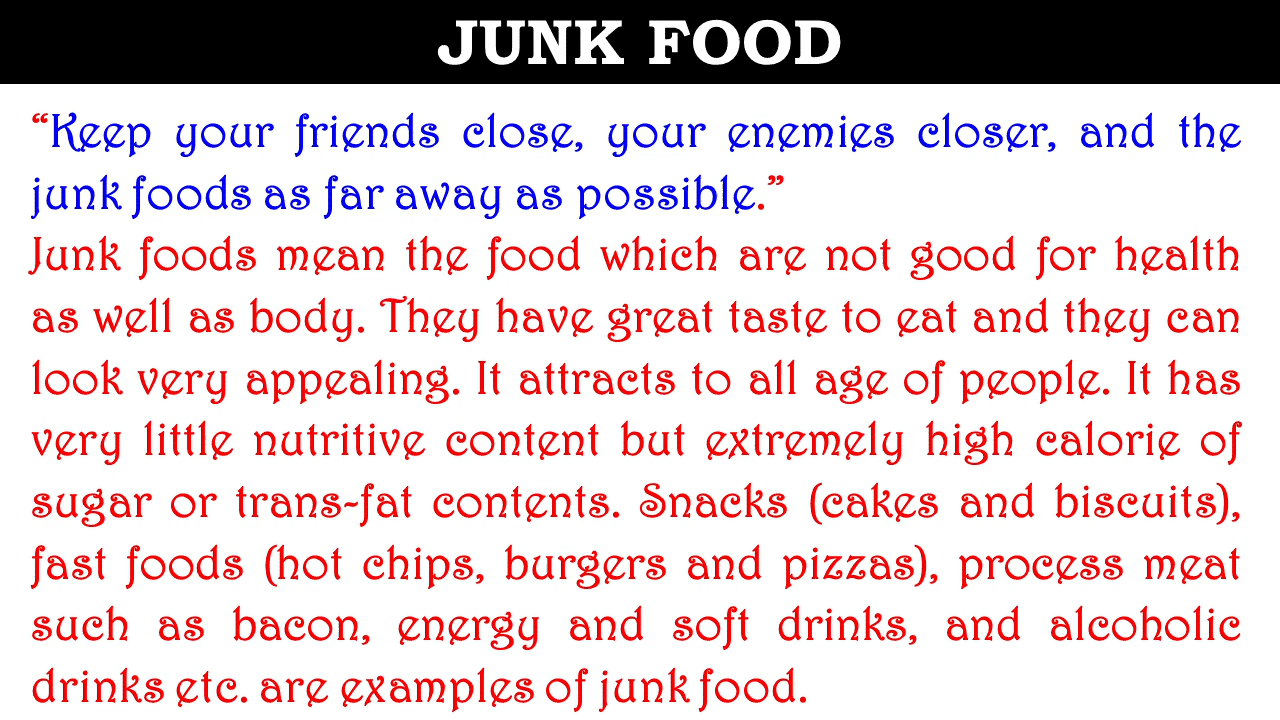 JUNK FOOD
“Keep your friends close, your enemies closer, and the
junk foods as far away as possible.”
Junk foods mean the food which are not good for health
as well as body. They have great taste to eat and they can
look very appealing. It attracts to all age of people. It has
very little nutritive content but extremely high calorie of
sugar or trans-fat contents. Snacks (cakes and biscuits),
fast foods (hot chips, burgers and pizzas), process meat
such as bacon, energy and soft drinks, and alcoholic
drinks etc. are examples of junk food.